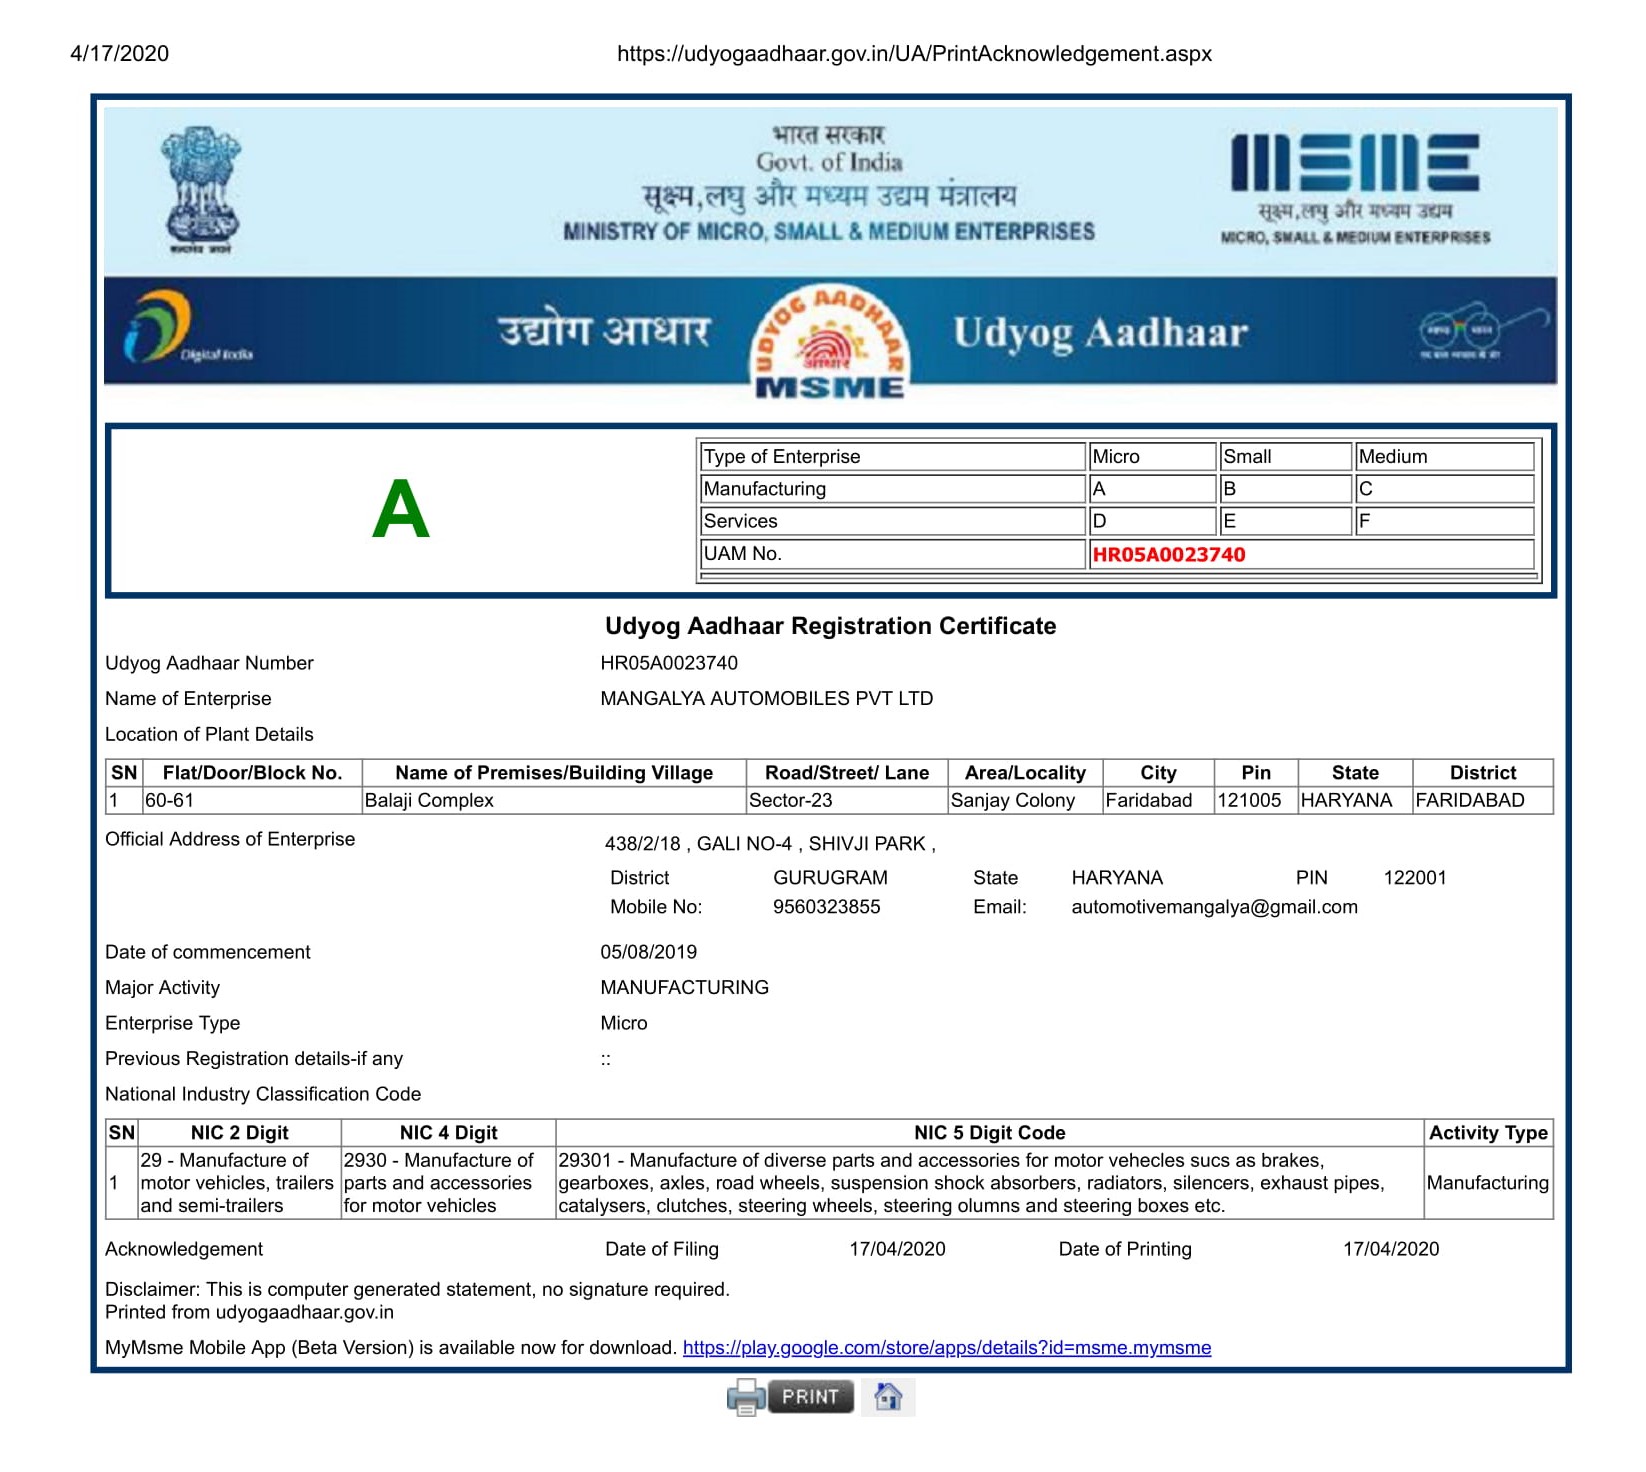 4/17/2020 https://udyogaadhaar.gov.in/UA/PrintAcknowledgement.aspx
भारत सरकार
Govt. of India
सूक्ष्म,लघु और मध्यम उद्यम मंत्रालय
MINISTRY OF MICRO, SMALL & MEDIUM ENTERPRISES
msme
सूक्ष्म,लघु और मध्यम उद्यम
MICRO, SMALL & MEDIUM ENTERPRISES
सत्यमेव जयते
Digital India
उद्योग आधार
UDYOG AADHAAR
आधार
MSME
Udyog Aadhaar
A
Type of Enterprise Micro Small Medium
Manufacturing A B C
Services D E F
UAM No. HR05A0023740
Udyog Aadhaar Registration Certificate
Udyog Aadhaar Number HR05A0023740
Name of Enterprise MANGALYA AUTOMOBILES PVT LTD
Location of Plant Details
SN Flat/Door/Block No. Name of Premises/Building Village Road/Street/ Lane Area/Locality City Pin State District
1 60-61 Balaji Complex Sector-23 Sanjay Colony Faridabad 121005 HARYANA FARIDABAD
Official Address of Enterprise 438/2/18 , GALI NO-4 , SHIVJI PARK ,
District GURUGRAM State HARYANA PIN 122001
Mobile No: 9560323855 Email: automotivemangalya@gmail.com
Date of commencement 05/08/2019
Major Activity MANUFACTURING
Enterprise Type Micro
Previous Registration details-if any ::
National Industry Classification Code
SN NIC 2 Digit NIC 4 Digit NIC 5 Digit Code Activity Type
29 - Manufacture of 2930 - Manufacture of 29301 - Manufacture of diverse parts and accessories for motor vehecles sucs as brakes,
1 motor vehicles, trailers parts and accessories gearboxes, axles, road wheels, suspension shock absorbers, radiators, silencers, exhaust pipes, Manufacturing
and semi-trailers for motor vehicles catalysers, clutches, steering wheels, steering olumns and steering boxes etc.
Acknowledgement Date of Filing 17/04/2020 Date of Printing 17/04/2020
Disclaimer: This is computer generated statement, no signature required.
Printed from udyogaadhaar.gov.in
MyMsme Mobile App (Beta Version) is available now for download. https://play.google.com/store/apps/details?id=msme.mymsme
PRINT